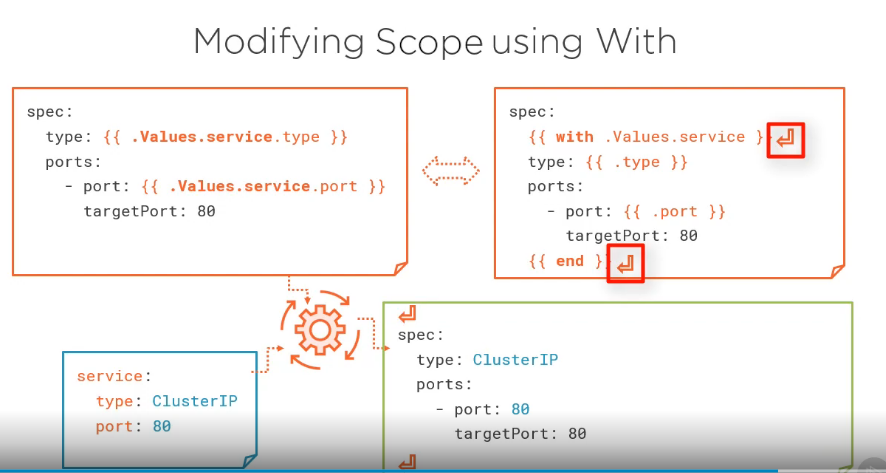 Modifying Scope using With
spec:
  type: {{ .Values.service.type }}
  ports:
    - port: {{ .Values.service.port }}
      targetPort: 80
spec:
  {{ with .Values.service }
  type: {{ .type }}
  ports:
    - port: {{ .port }}
      targetPort: 80
  {{ end }
service:
  type: ClusterIP
  port: 80
spec:
  type: ClusterIP
  ports:
    - port: 80
      targetPort: 80